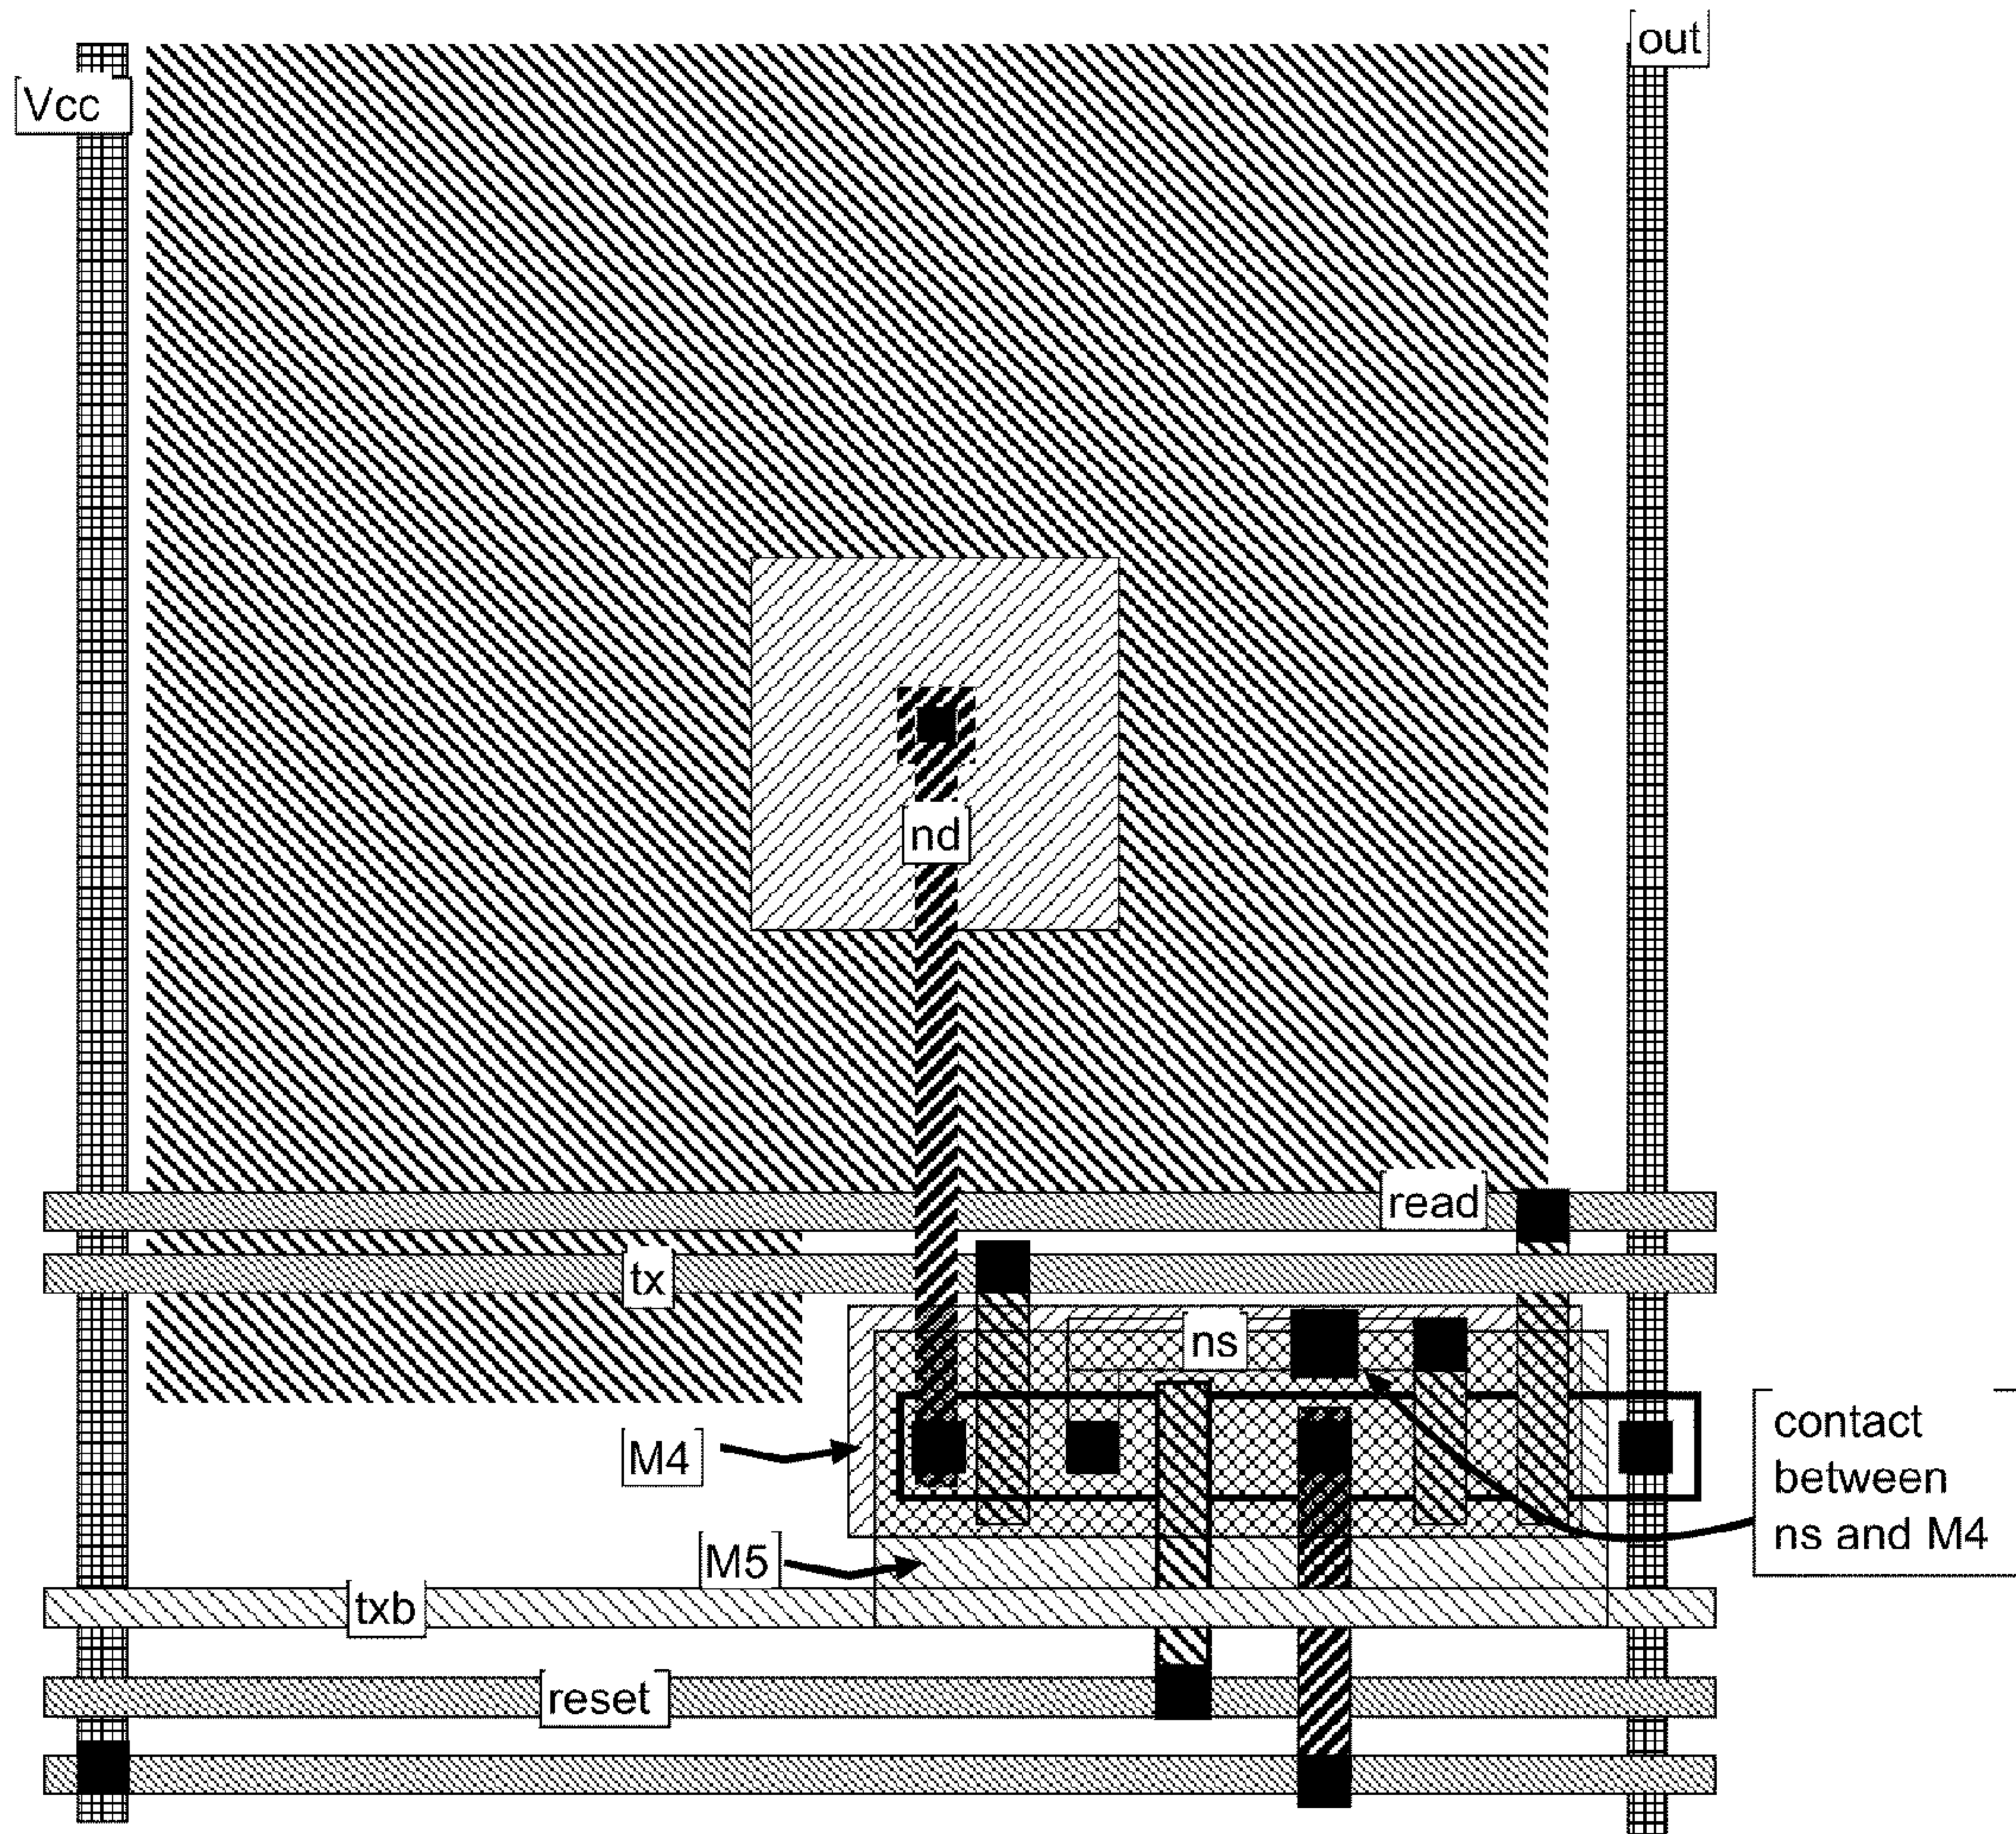 out
Vcc
nd
read
tx
ns
M4
contact
between
ns and M4
M5
txb
reset